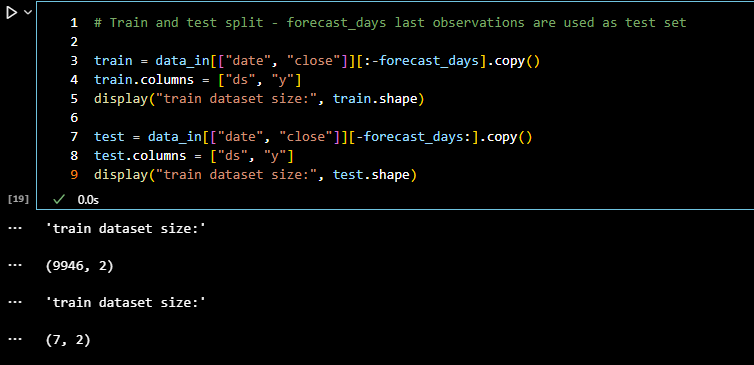 1 # Train and test split - forecast_days last observations are used as test set
2
3 train = data_in[["date", "close"]][:-forecast_days].copy()
4 train.columns = ["ds", "y"]
5 display("train dataset size:", train.shape)
6
7 test = data_in[["date", "close"]][-forecast_days:].copy()
8 test.columns = ["ds", "y"]
9 display("train dataset size:", test.shape)
[19] ✓ 0.0s
... 'train dataset size:'
... (9946, 2)
... 'train dataset size:'
... (7, 2)